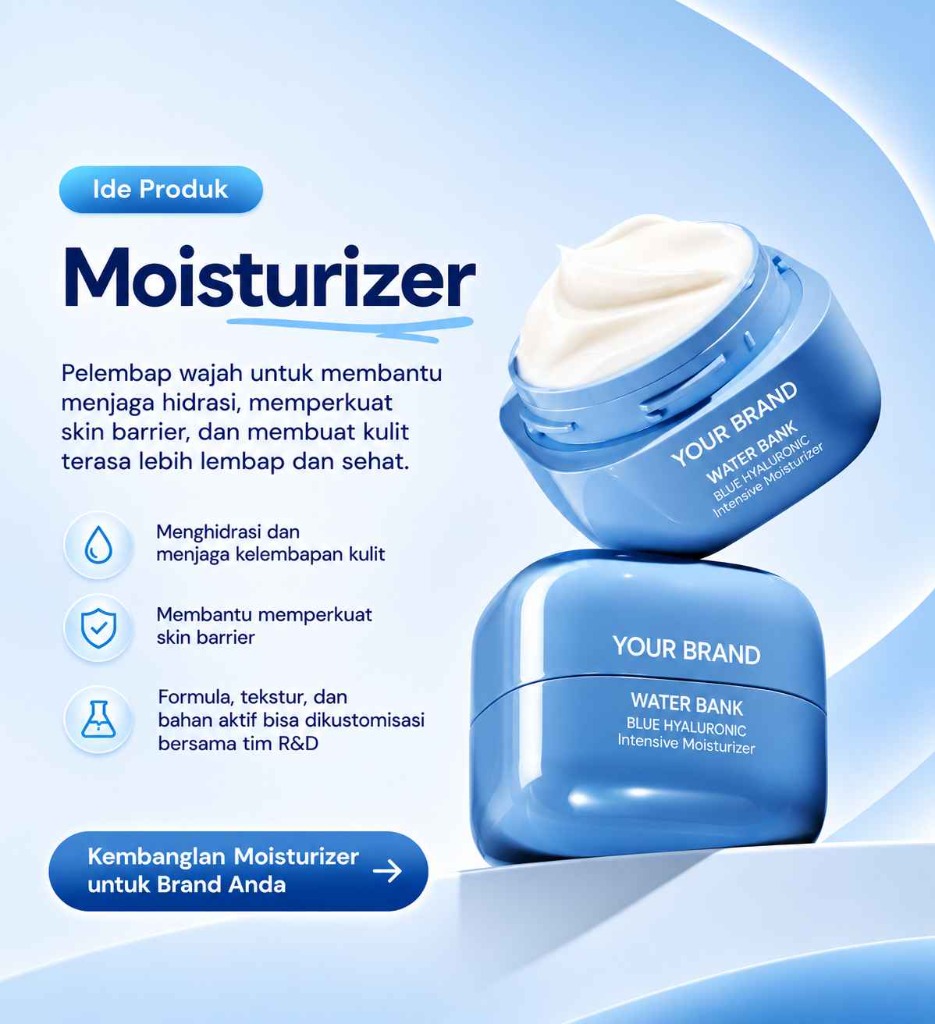 Ide Produk
Moisturizer
Pelembap wajah untuk membantu
menjaga hidrasi, memperkuat
skin barrier, dan membuat kulit
terasa lebih lembap dan sehat.
Menghidrasi dan
menjaga kelembapan kulit
Membantu memperkuat
skin barrier
Formula, tekstur, dan
bahan aktif bisa dikustomisasi
bersama tim R&D
Kembanglan Moisturizer
untuk Brand Anda
YOUR BRAND
WATER BANK
BLUE HYALURONIC
Intensive Moisturizer
YOUR BRAND
WATER BANK
BLUE HYALURONIC
Intensive Moisturizer